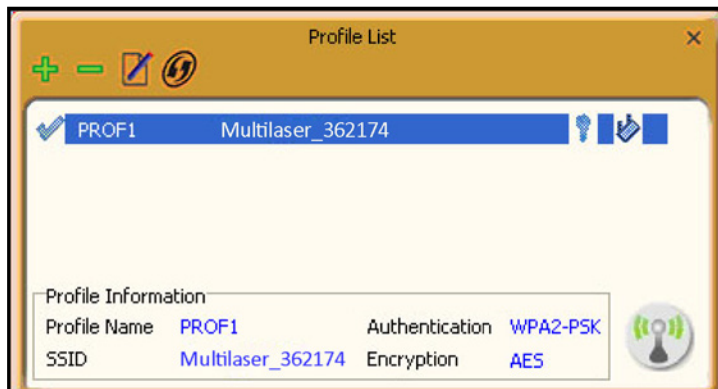 Profile List
PROF1 Multilaser_362174
Profile Information
Profile Name PROF1 Authentication WPA2-PSK
SSID Multilaser_362174 Encryption AES